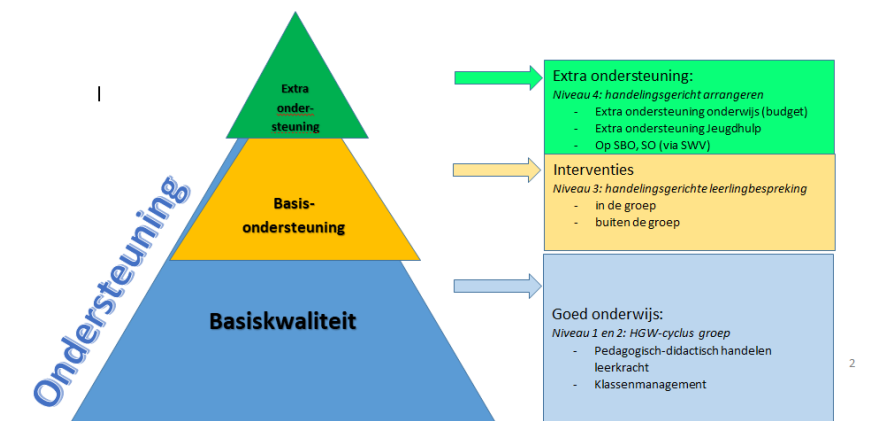 Ondersteuning
Extra
onder-
steuning
Basis-
ondersteuning
Basiskwaliteit
Extra ondersteuning:
Niveau 4: handelingsgericht arrangeren
- Extra ondersteuning onderwijs (budget)
- Extra ondersteuning Jeugdhulp
- Op SBO, SO (via SWV)
Interventies
Niveau 3: handelingsgerichte leerlingbespreking
- in de groep
- buiten de groep
Goed onderwijs:
Niveau 1 en 2: HGW-cyclus groep
- Pedagogisch-didactisch handelen
leerkracht
- Klassenmanagement
2